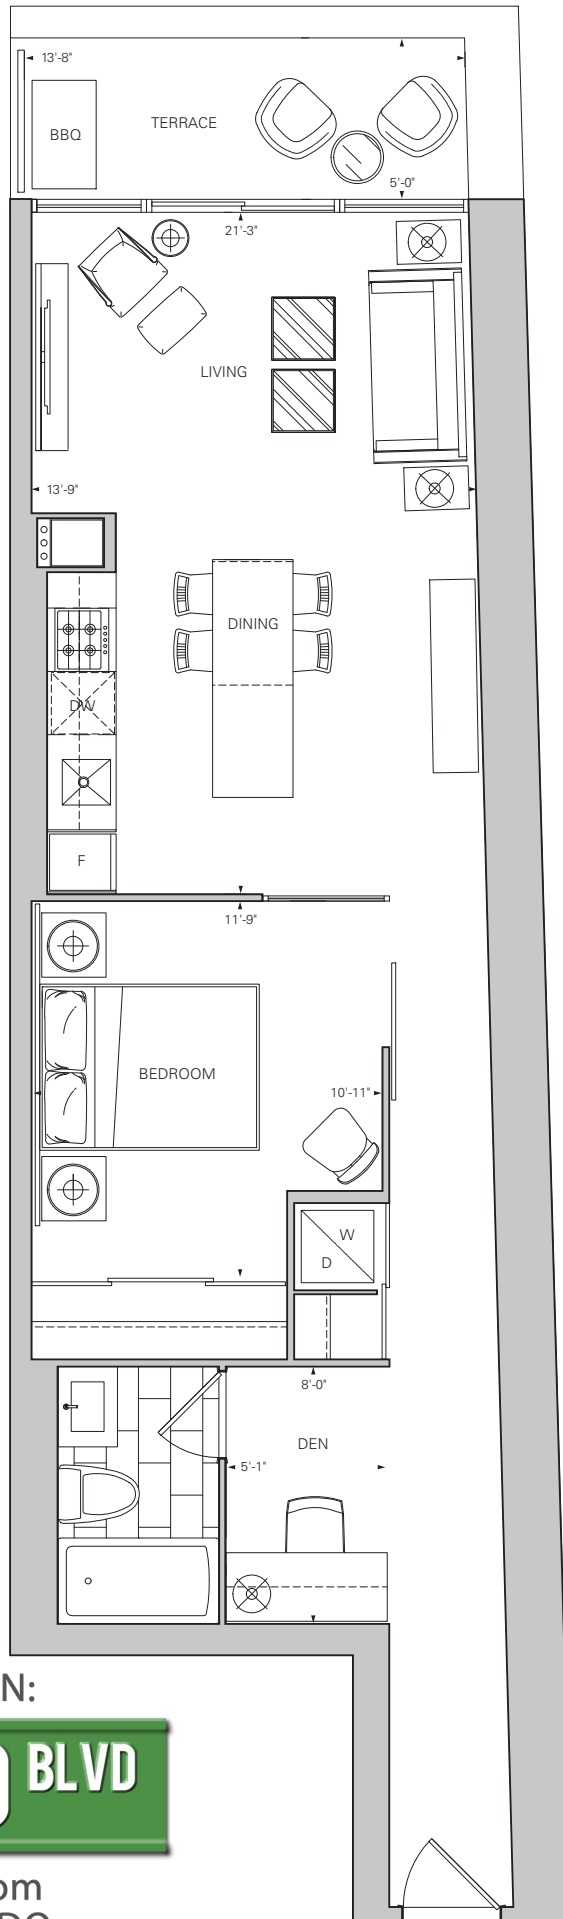 13'-8"
BBQ
TERRACE
5'-0"
21'-3"
LIVING
13'-9"
DINING
DW
F
11'-9"
BEDROOM
10'-11"
W
D
8'-0"
DEN
5'-1"
N:
BLVD
om